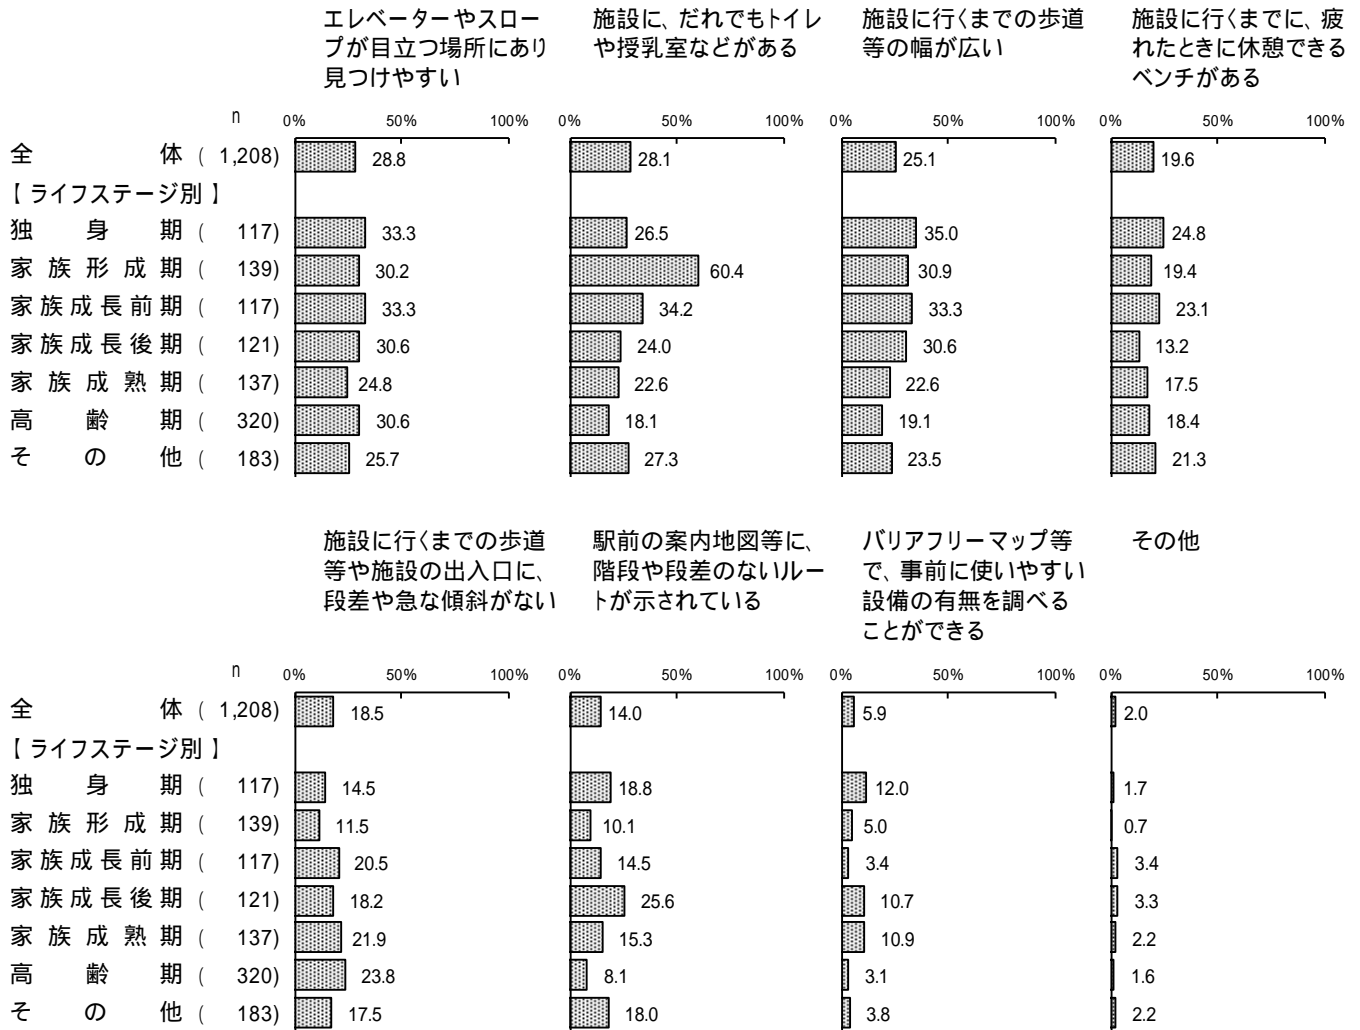 エレベーターやスロー
プが目立つ場所にあり
見つけやすい
施設に、だれでもトイレ
や授乳室などがある
施設に行くまでの歩道
等の幅が広い
施設に行くまでに、疲
れたときに休憩できる
ベンチがある
n 0% 50% 100% 0% 50% 100% 0% 50% 100% 0% 50% 100%
全体 ( 1,208) 28.8 28.1 25.1 19.6
【ライフステージ別】
独身期 ( 117) 33.3 26.5 35.0 24.8
家族形成期 ( 139) 30.2 60.4 30.9 19.4
家族成長前期 ( 117) 33.3 34.2 33.3 23.1
家族成長後期 ( 121) 30.6 24.0 30.6 13.2
家族成熟期 ( 137) 24.8 22.6 22.6 17.5
高齢期 ( 320) 30.6 18.1 19.1 18.4
その他 ( 183) 25.7 27.3 23.5 21.3
施設に行くまでの歩道
等や施設の出入口に、
段差や急な傾斜がない
駅前の案内地図等に、
階段や段差のないルー
トが示されている
バリアフリーマップ等
で、事前に使いやすい
設備の有無を調べる
ことができる
その他
n 0% 50% 100% 0% 50% 100% 0% 50% 100% 0% 50% 100%
全体 ( 1,208) 18.5 14.0 5.9 2.0
【ライフステージ別】
独身期 ( 117) 14.5 18.8 12.0 1.7
家族形成期 ( 139) 11.5 10.1 5.0 0.7
家族成長前期 ( 117) 20.5 14.5 3.4 3.4
家族成長後期 ( 121) 18.2 25.6 10.7 3.3
家族成熟期 ( 137) 21.9 15.3 10.9 2.2
高齢期 ( 320) 23.8 8.1 3.1 1.6
その他 ( 183) 17.5 18.0 3.8 2.2